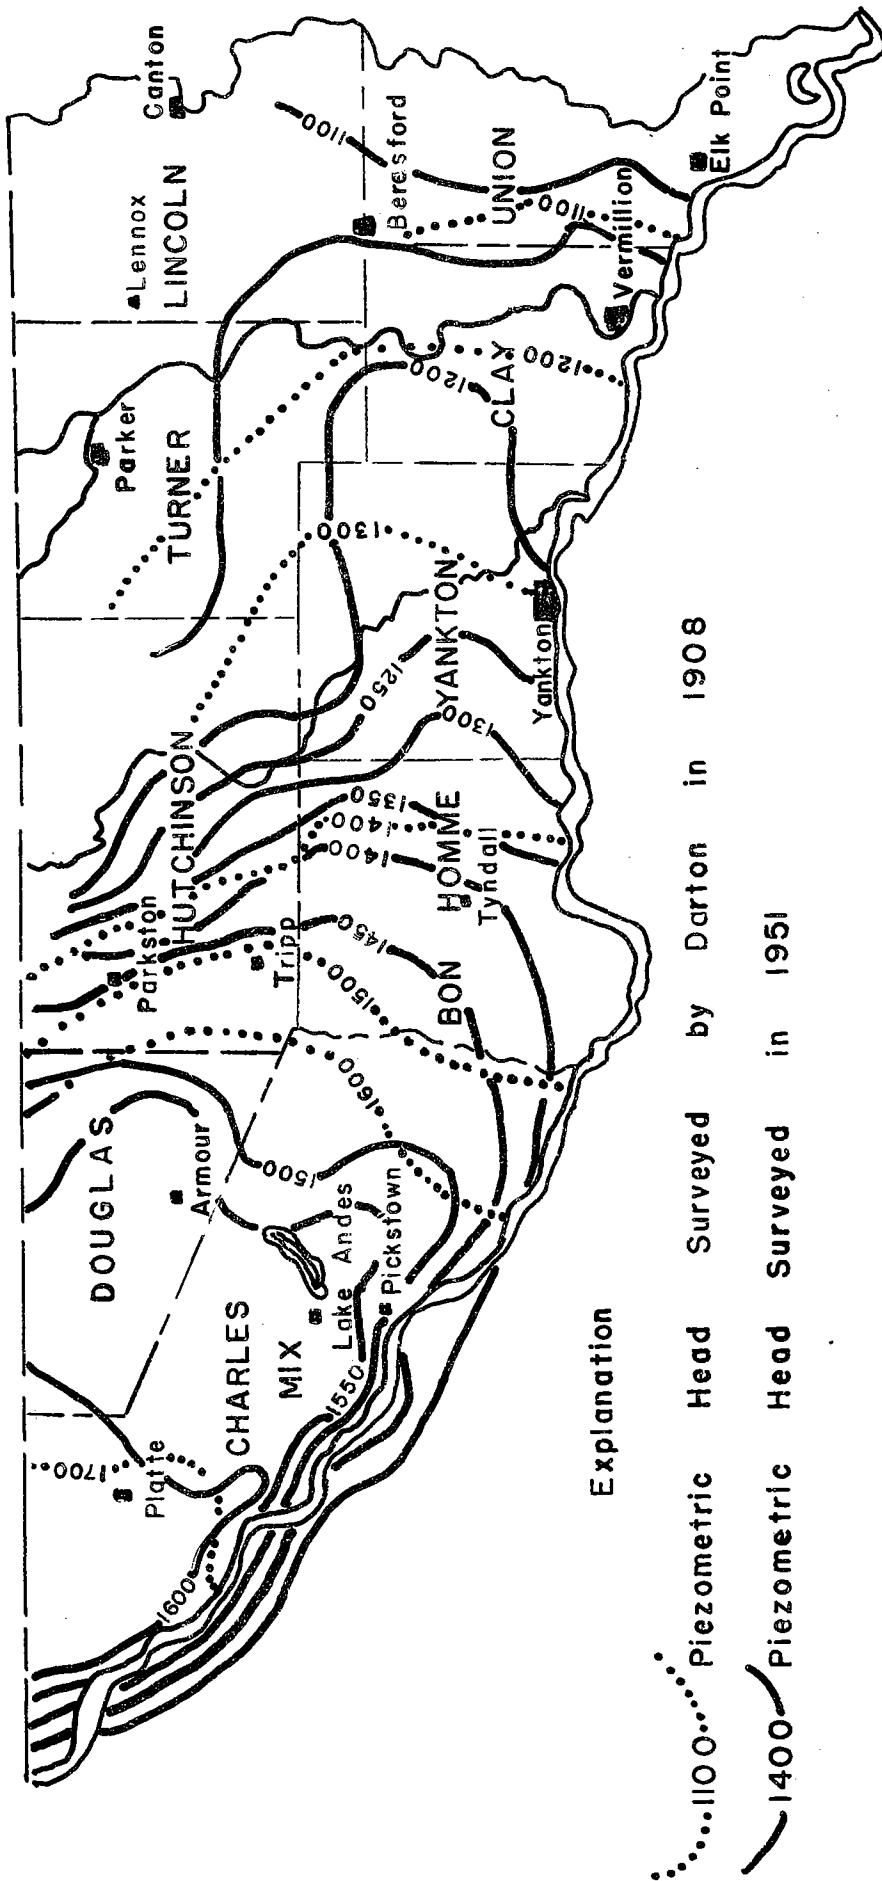 Canton
Lennox
LINCOLN
1100
Beresford
UNION
1100
Vermillion
Elk Point
Parker
TURNER
1200
CLAY
1200
1300
YANKTON
Yankton
1250
1300
HUTCHINSON
1350
1400
1400
HOMME
Tyndall
Parkston
Tripp
1450
1500
BON
1600
DOUGLAS
Armour
1500
Lake Andes
Pickstown
CHARLES
MIX
1550
1700
Platte
1600
Explanation
1100 Piezometric Head Surveyed by Darton in 1908
1400 Piezometric Head Surveyed in 1951